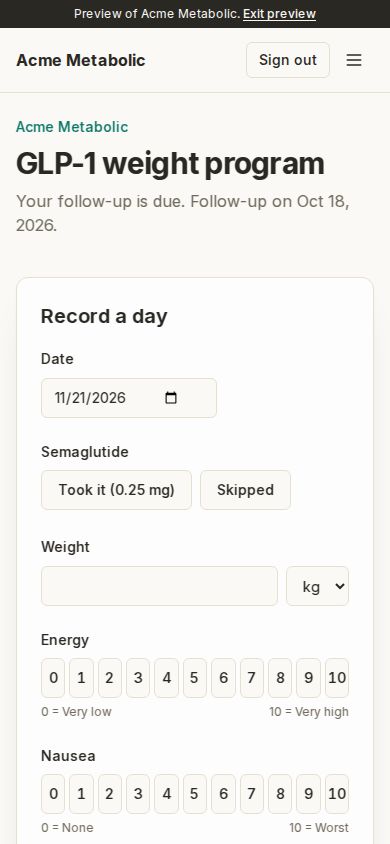 Preview of Acme Metabolic. Exit preview
Acme Metabolic
Sign out
Acme Metabolic
GLP-1 weight program
Your follow-up is due. Follow-up on Oct 18,
2026.
Record a day
Date
11/21/2026
Semaglutide
Took it (0.25 mg) Skipped
Weight
kg
Energy
0 1 2 3 4 5 6 7 8 9 10
0 = Very low 10 = Very high
Nausea
0 1 2 3 4 5 6 7 8 9 10
0 = None 10 = Worst